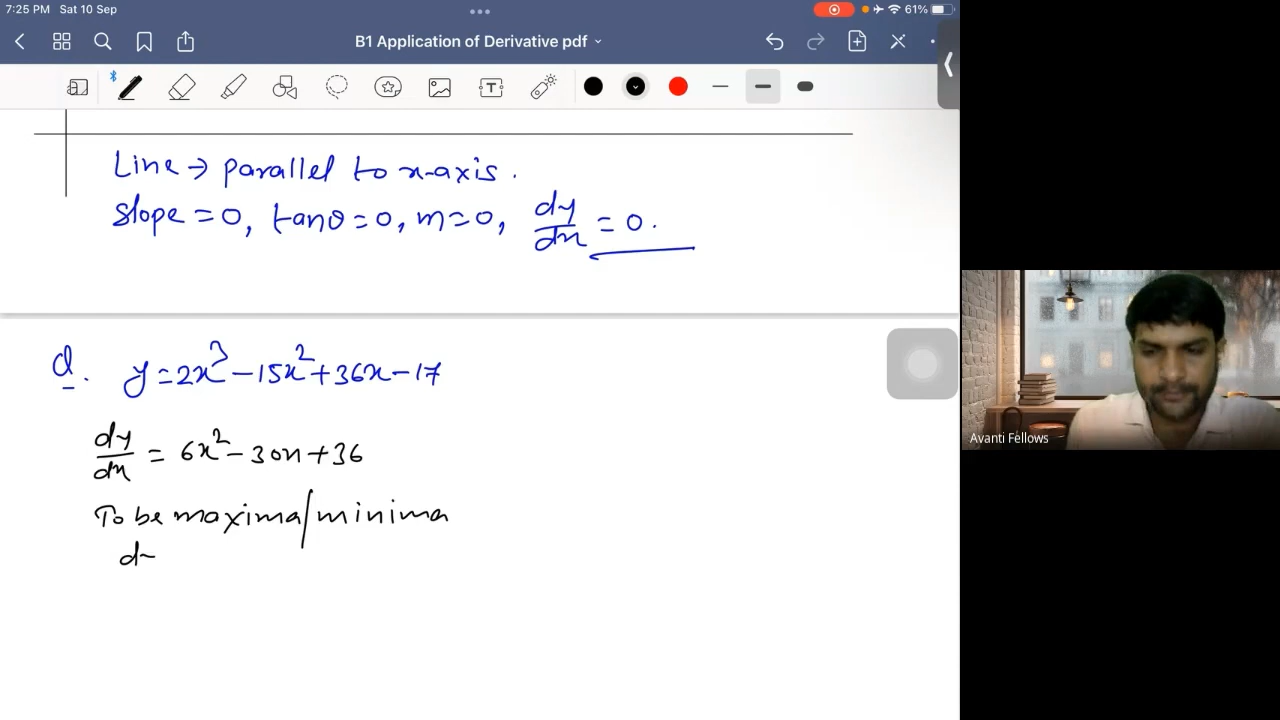 7:25 PM Sat 10 Sep
61%
B1 Application of Derivative pdf
T
Line → parallel to x-axis.
Slope = 0, tanθ = 0, m = 0, dy/dx = 0.
Q. y = 2x³ - 15x² + 36x - 17
dy/dx = 6x² - 30x + 36
To be maxima/minima
d
Avanti Fellows